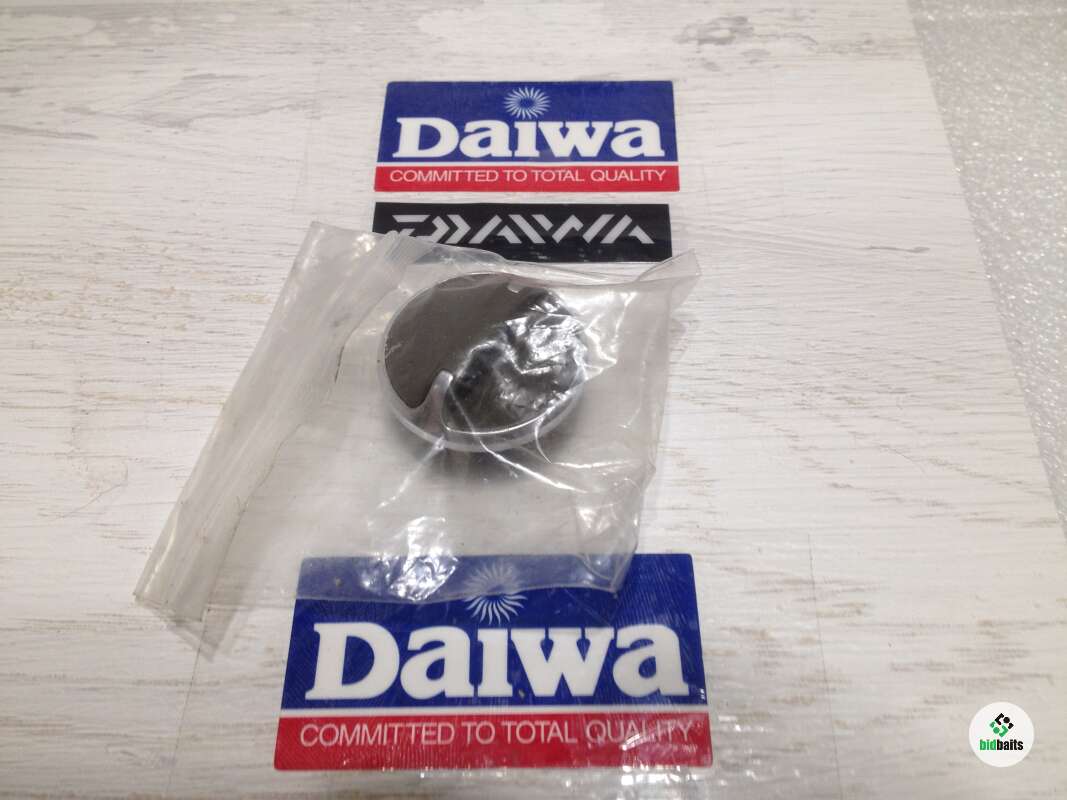 Daiwa
COMMITTED TO TOTAL QUALITY
DAIWA
Daiwa
COMMITTED TO TOTAL QUALITY
bidbaits